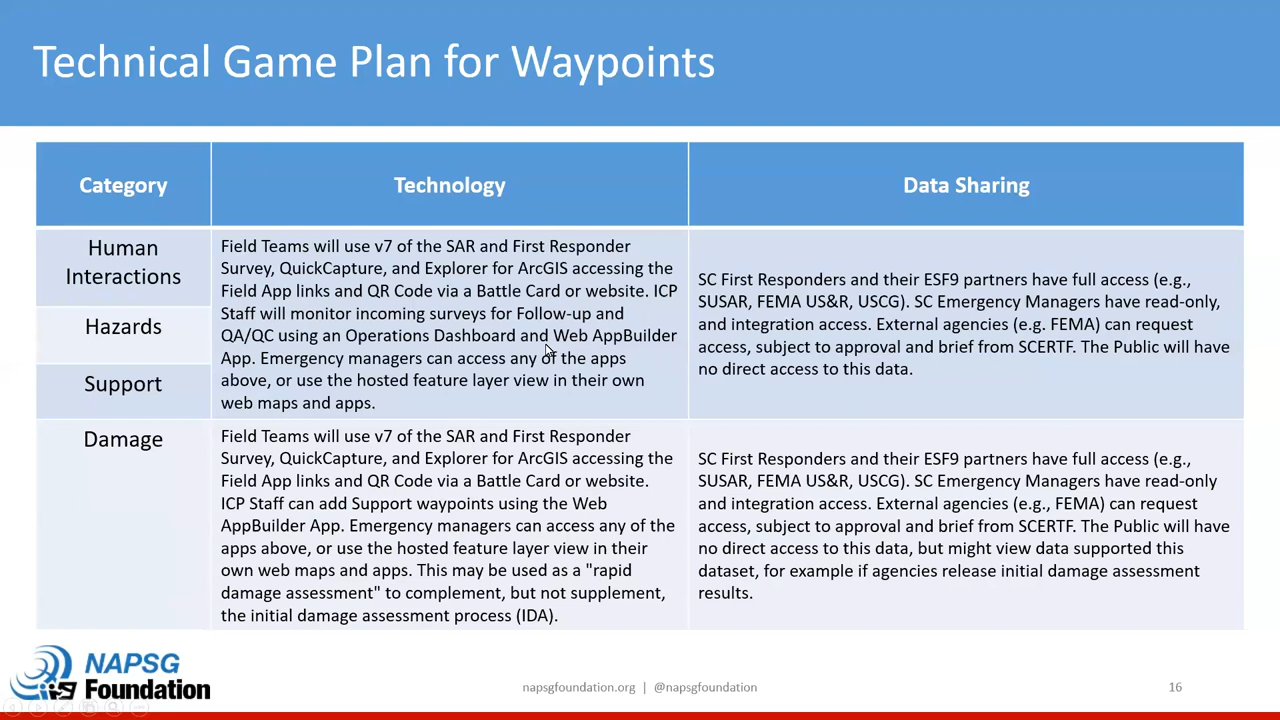 Technical Game Plan for Waypoints
Category
Technology
Data Sharing
Human
Interactions
Hazards
Support
Field Teams will use v7 of the SAR and First Responder
Survey, QuickCapture, and Explorer for ArcGIS accessing the
Field App links and QR Code via a Battle Card or website. ICP
Staff will monitor incoming surveys for Follow-up and
QA/QC using an Operations Dashboard and Web AppBuilder
App. Emergency managers can access any of the apps
above, or use the hosted feature layer view in their own
web maps and apps.
SC First Responders and their ESF9 partners have full access (e.g.,
SUSAR, FEMA US&R, USCG). SC Emergency Managers have read-only,
and integration access. External agencies (e.g. FEMA) can request
access, subject to approval and brief from SCERTF. The Public will have
no direct access to this data.
Damage
Field Teams will use v7 of the SAR and First Responder
Survey, QuickCapture, and Explorer for ArcGIS accessing the
Field App links and QR Code via a Battle Card or website.
ICP Staff can add Support waypoints using the Web
AppBuilder App. Emergency managers can access any of the
apps above, or use the hosted feature layer view in their
own web maps and apps. This may be used as a "rapid
damage assessment" to complement, but not supplement,
the initial damage assessment process (IDA).
SC First Responders and their ESF9 partners have full access (e.g.,
SUSAR, FEMA US&R, USCG). SC Emergency Managers have read-only
and integration access. External agencies (e.g., FEMA) can request
access, subject to approval and brief from SCERTF. The Public will have
no direct access to this data, but might view data supported this
dataset, for example if agencies release initial damage assessment
results.
NAPSG
Foundation
napsgfoundation.org | @napsgfoundation
16